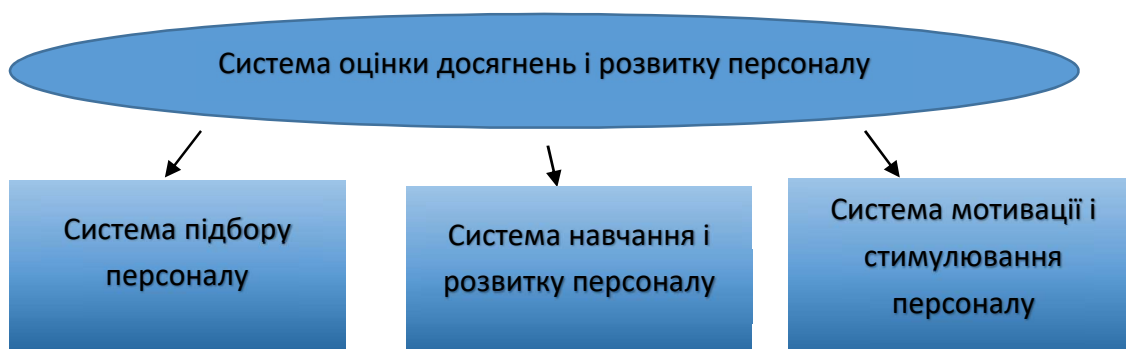 Система оцінки досягнень і розвитку персоналу
Система підбору
персоналу
Система навчання і
розвитку персоналу
Система мотивації і
стимулювання
персоналу